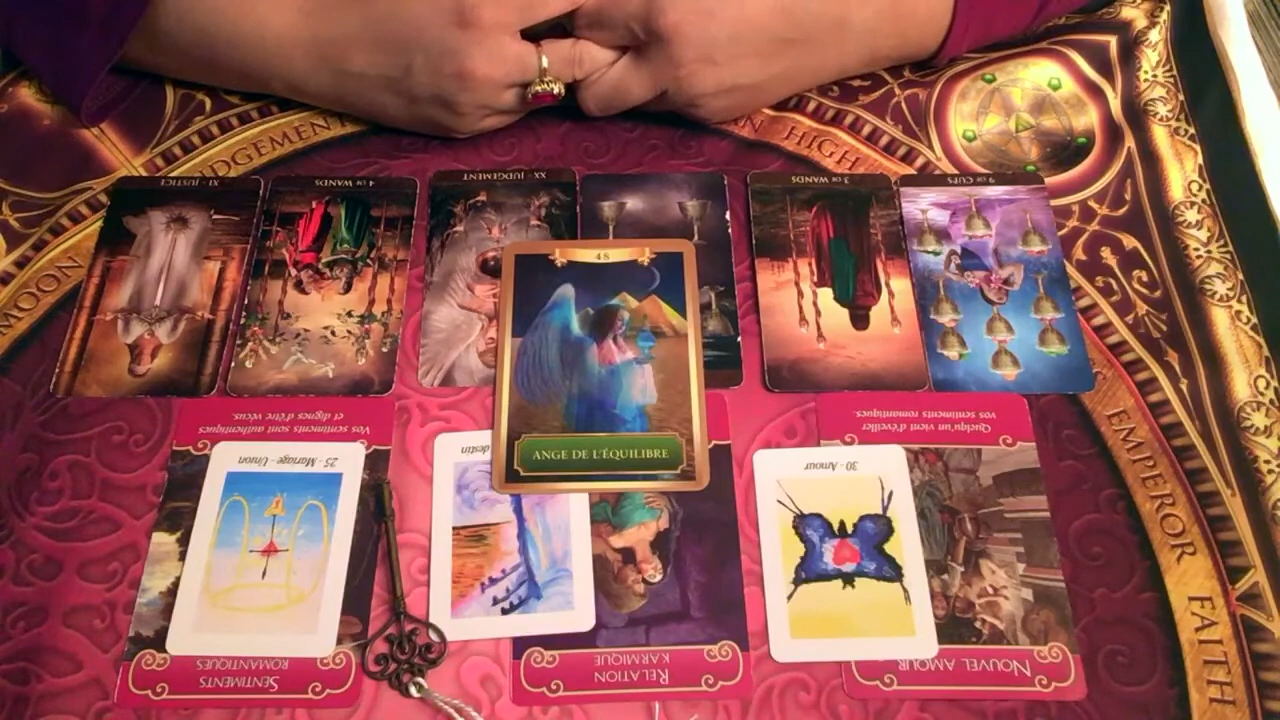 MOON
JUDGEMENT
HIGH
EMPEROR
FAITH
XI - JUSTICE
4 OF WANDS
XX - JUDGEMENT
3 OF WANDS
9 OF CUPS
48
ANGE DE L'ÉQUILIBRE
Vos sentiments sont authentiques
et dignes d'être vécus.
Quelqu'un vient d'éveiller
vos sentiments romantiques.
25 - Mariage - Union
destin
30 - Amour
SENTIMENTS
ROMANTIQUES
RELATION
KARMIQUE
NOUVEL AMOUR